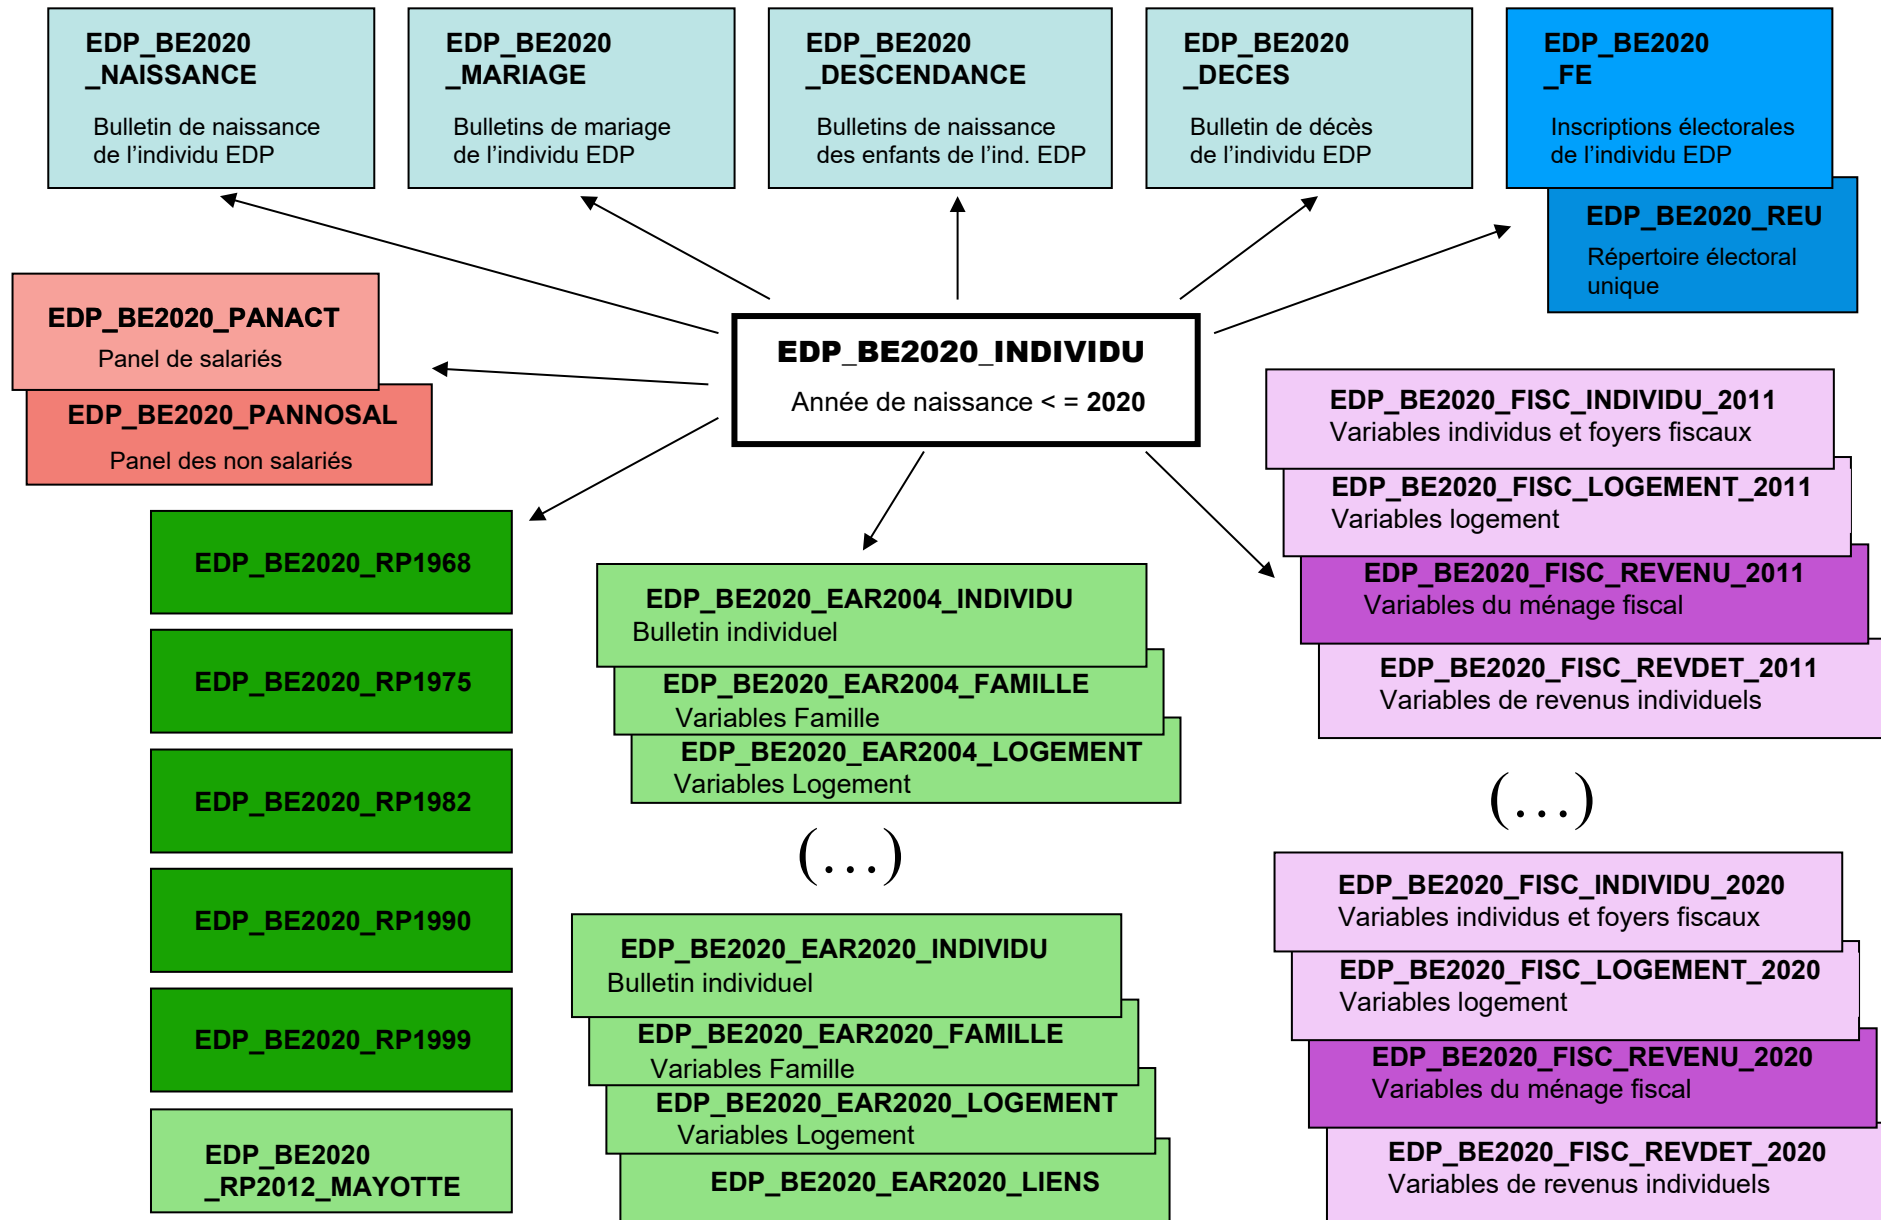 EDP_BE2020
_NAISSANCE
Bulletin de naissance
de l’individu EDP
EDP_BE2020
_MARIAGE
Bulletins de mariage
de l’individu EDP
EDP_BE2020
_DESCENDANCE
Bulletins de naissance
des enfants de l’ind. EDP
EDP_BE2020
_DECES
Bulletin de décès
de l’individu EDP
EDP_BE2020
_FE
Inscriptions électorales
de l’individu EDP
EDP_BE2020_REU
Répertoire électoral
unique
EDP_BE2020_PANACT
Panel de salariés
EDP_BE2020_PANNOSAL
Panel des non salariés
EDP_BE2020_INDIVIDU
Année de naissance < = 2020
EDP_BE2020_RP1968
EDP_BE2020_RP1975
EDP_BE2020_RP1982
EDP_BE2020_RP1990
EDP_BE2020_RP1999
EDP_BE2020
_RP2012_MAYOTTE
EDP_BE2020_EAR2004_INDIVIDU
Bulletin individuel
EDP_BE2020_EAR2004_FAMILLE
Variables Famille
EDP_BE2020_EAR2004_LOGEMENT
Variables Logement
(…)
EDP_BE2020_EAR2020_INDIVIDU
Bulletin individuel
EDP_BE2020_EAR2020_FAMILLE
Variables Famille
EDP_BE2020_EAR2020_LOGEMENT
Variables Logement
EDP_BE2020_EAR2020_LIENS
EDP_BE2020_FISC_INDIVIDU_2011
Variables individus et foyers fiscaux
EDP_BE2020_FISC_LOGEMENT_2011
Variables logement
EDP_BE2020_FISC_REVENU_2011
Variables du ménage fiscal
EDP_BE2020_FISC_REVDET_2011
Variables de revenus individuels
(…)
EDP_BE2020_FISC_INDIVIDU_2020
Variables individus et foyers fiscaux
EDP_BE2020_FISC_LOGEMENT_2020
Variables logement
EDP_BE2020_FISC_REVENU_2020
Variables du ménage fiscal
EDP_BE2020_FISC_REVDET_2020
Variables de revenus individuels